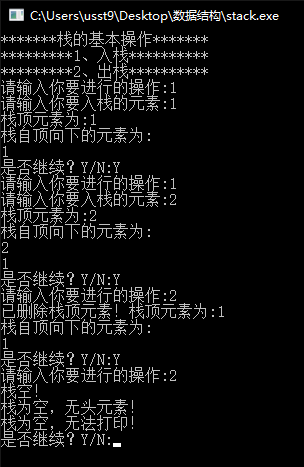 C:\Users\usst9\Desktop\数据结构\stack.exe
*******栈的基本操作*******
*********1、入栈**********
*********2、出栈**********
请输入你要进行的操作:1
请输入你要入栈的元素:1
栈顶元素为:1
栈自顶向下的元素为:
1
是否继续？Y/N:Y
请输入你要进行的操作:1
请输入你要入栈的元素:2
栈顶元素为:2
栈自顶向下的元素为:
2
1
是否继续？Y/N:Y
请输入你要进行的操作:2
已删除栈顶元素！栈顶元素为:1
栈自顶向下的元素为:
1
是否继续？Y/N:Y
请输入你要进行的操作:2
栈空！
栈为空，无头元素！
栈为空，无法打印！
是否继续？Y/N: